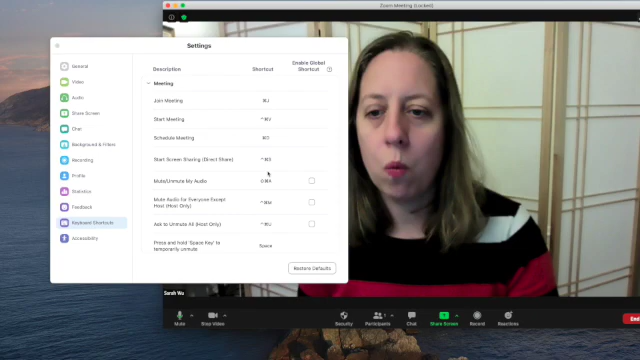 Zoom Meeting (Locked)
Settings
General
Video
Audio
Share Screen
Chat
Background & Filters
Recording
Profile
Statistics
Feedback
Keyboard Shortcuts
Accessibility
Description
Shortcut
Enable Global
Shortcut
Meeting
Join Meeting
⌘J
Start Meeting
^⌘V
Schedule Meeting
Start Screen Sharing (Direct Share)
^⌘S
Mute/Unmute My Audio
⇧⌘A
Mute Audio for Everyone Except
Host (Host Only)
^⌘M
Ask to Unmute All (Host Only)
^⌘U
Press and hold 'Space Key' to
temporarily unmute
Space
Restore Defaults
Sarah Wu
Mute
Stop Video
Security
Participants
1
Chat
Share Screen
Record
Reactions
End